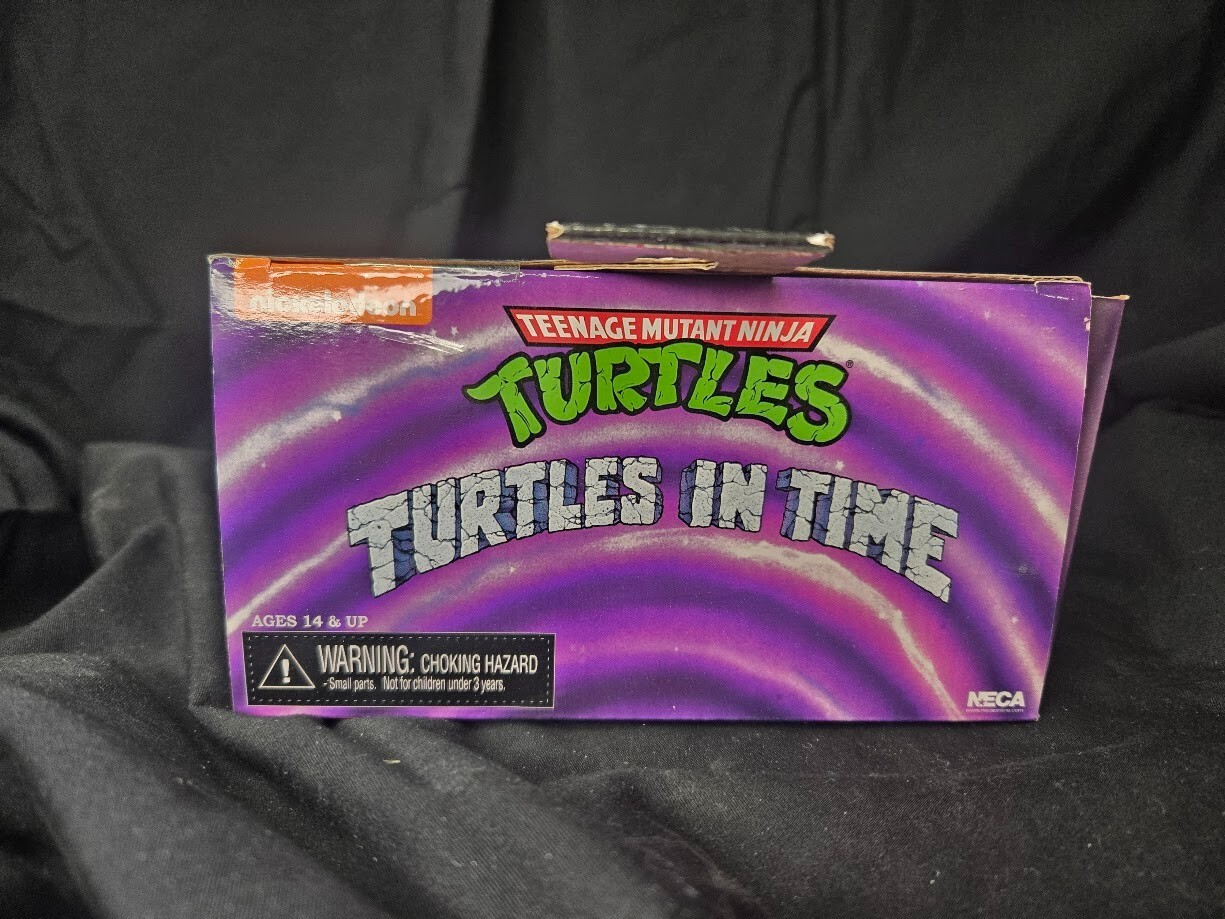 nickelodeon
TEENAGE MUTANT NINJA
TURTLES®
TURTLES IN TIME
AGES 14 & UP
WARNING: CHOKING HAZARD
-Small parts. Not for children under 3 years.
NECA